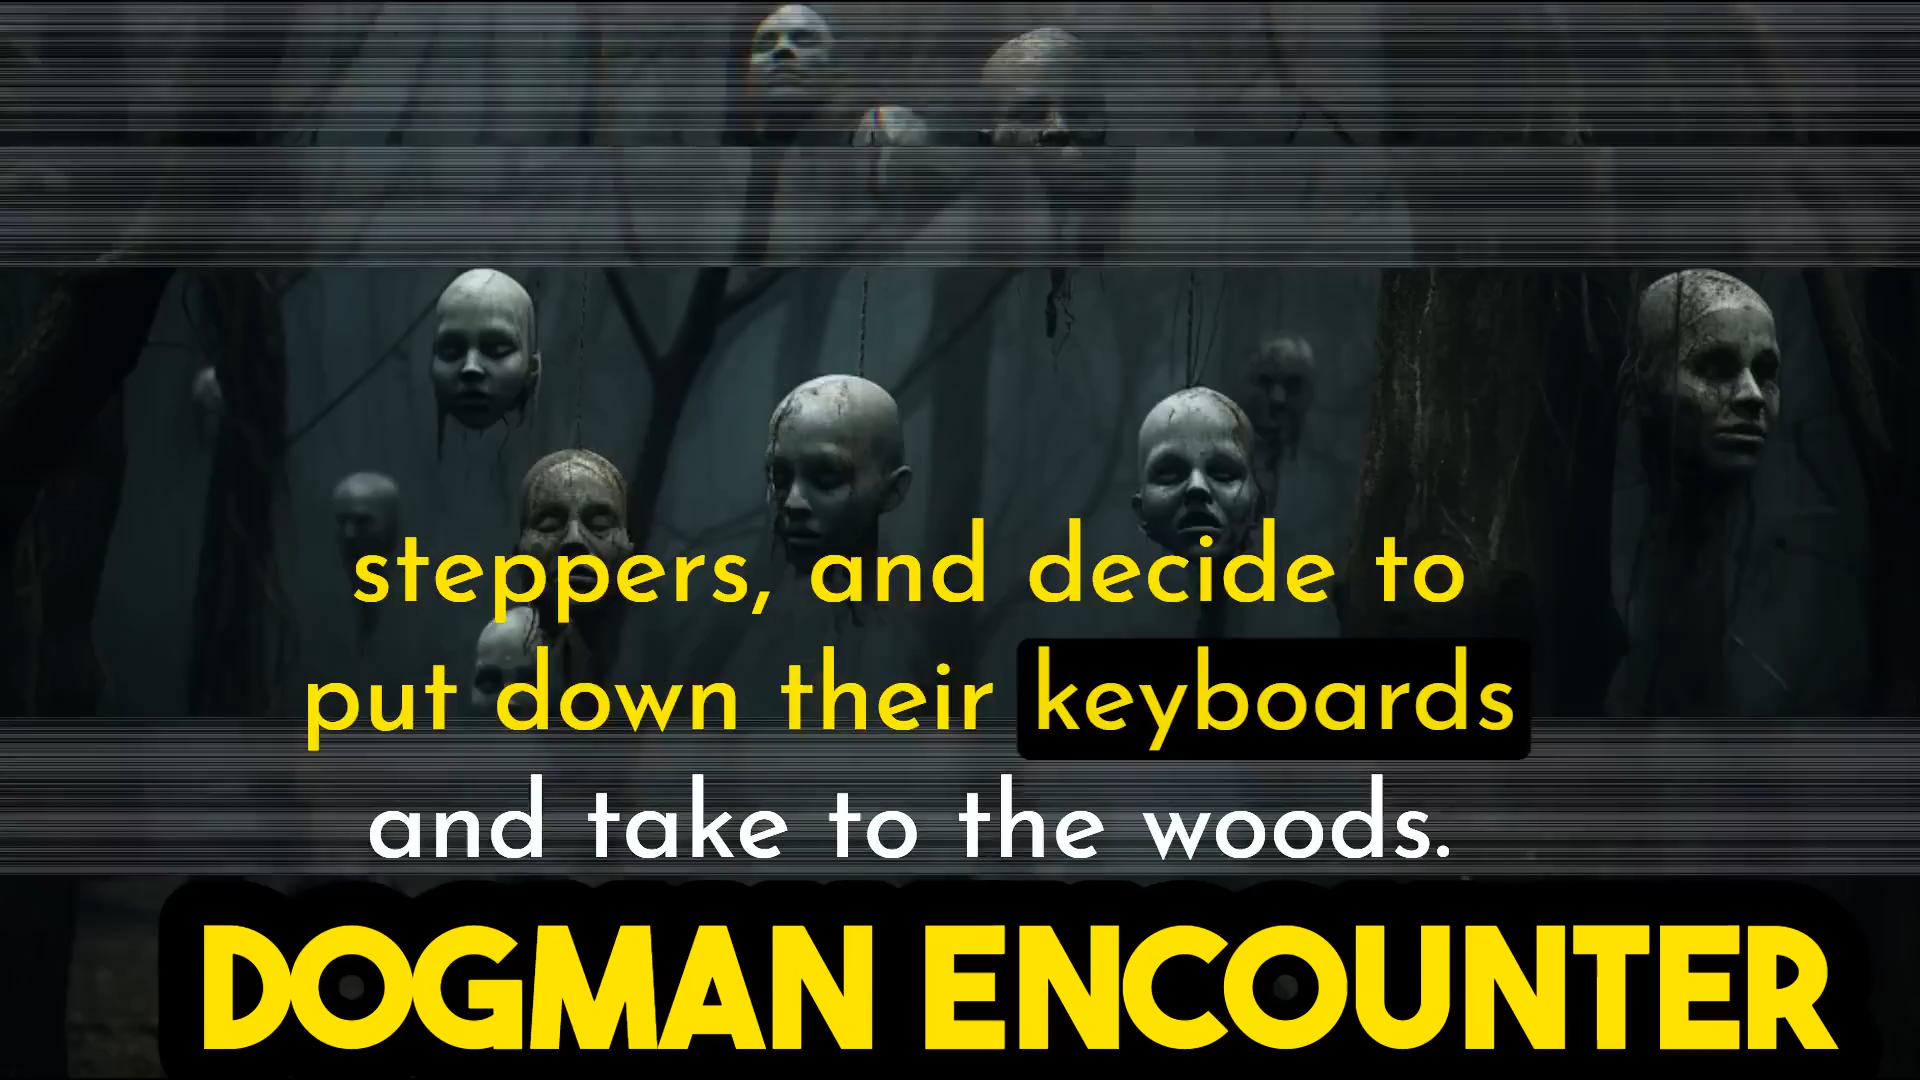 steppers, and decide to
put down their keyboards
and take to the woods.
DOGMAN ENCOUNTER